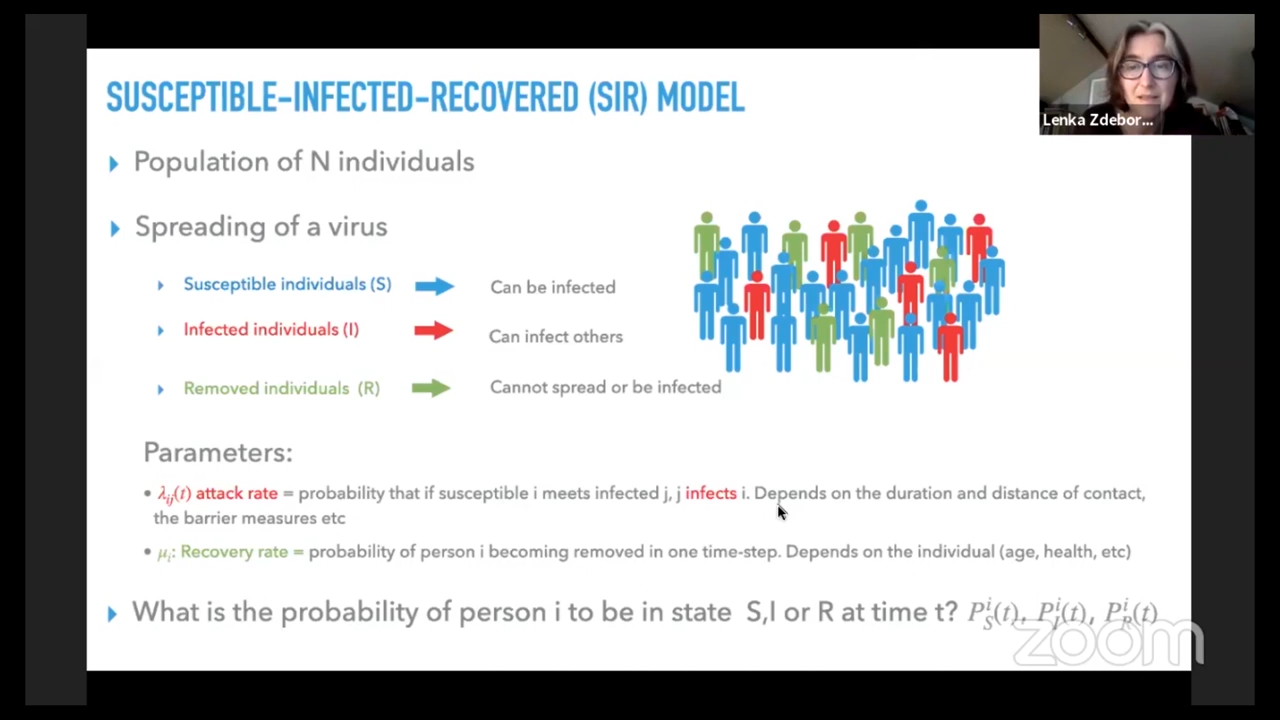 SUSCEPTIBLE-INFECTED-RECOVERED (SIR) MODEL
Lenka Zdebor...
Population of N individuals
Spreading of a virus
Susceptible individuals (S) Can be infected
Infected individuals (I) Can infect others
Removed individuals (R) Cannot spread or be infected
Parameters:
• λij(t) attack rate = probability that if susceptible i meets infected j, j infects i. Depends on the duration and distance of contact,
the barrier measures etc
• μi: Recovery rate = probability of person i becoming removed in one time-step. Depends on the individual (age, health, etc)
What is the probability of person i to be in state S,I or R at time t? P_S^i(t), P_I^i(t), P_R^i(t)
zoom